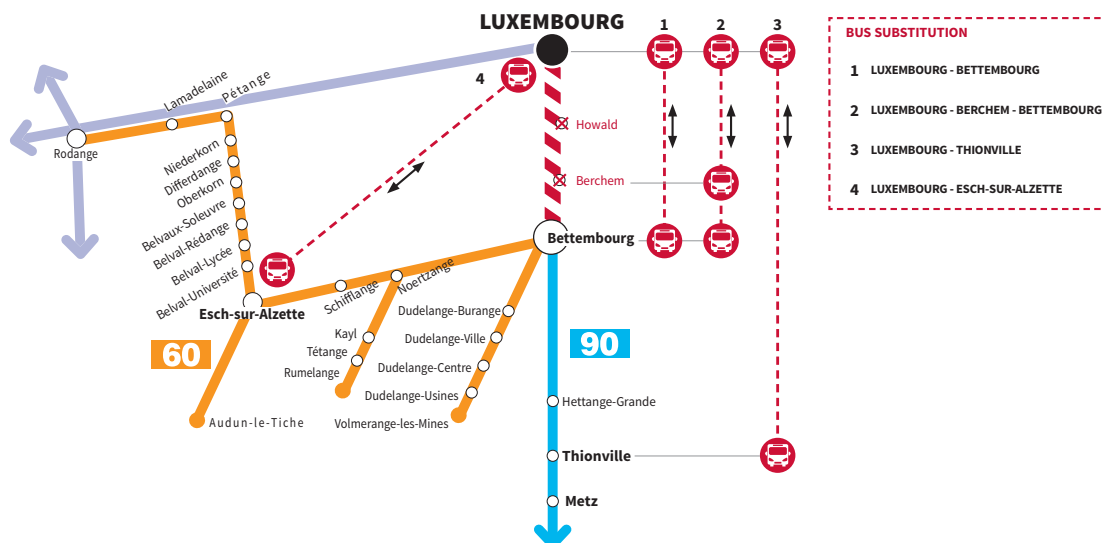 LUXEMBOURG
1
2
3
4
BUS SUBSTITUTION
1 LUXEMBOURG - BETTEMBOURG
2 LUXEMBOURG - BERCHEM - BETTEMBOURG
3 LUXEMBOURG - THIONVILLE
4 LUXEMBOURG - ESCH-SUR-ALZETTE
Lamadelaine
Pétange
Rodange
Howald
Berchem
Bettembourg
Niederkorn
Differdange
Oberkorn
Belvaux-Soleuvre
Belval-Rédange
Belval-Lycée
Belval-Université
Esch-sur-Alzette
Schifflange
Noertzange
60
Kayl
Tétange
Rumelange
Audun-le-Tiche
Dudelange-Burange
Dudelange-Ville
Dudelange-Centre
Dudelange-Usines
Volmerange-les-Mines
90
Hettange-Grande
Thionville
Metz